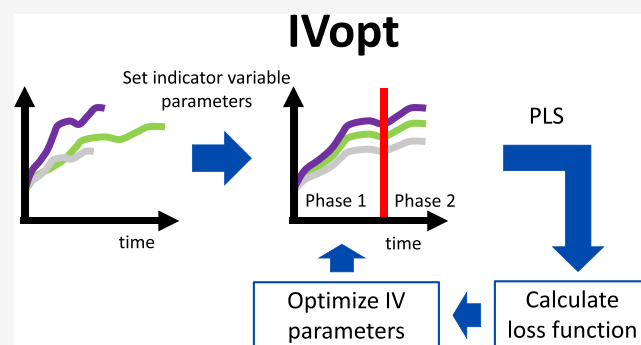 IVopt
Set indicator variable
parameters
PLS
Phase 1
Phase 2
time
time
Optimize IV
parameters
Calculate
loss function